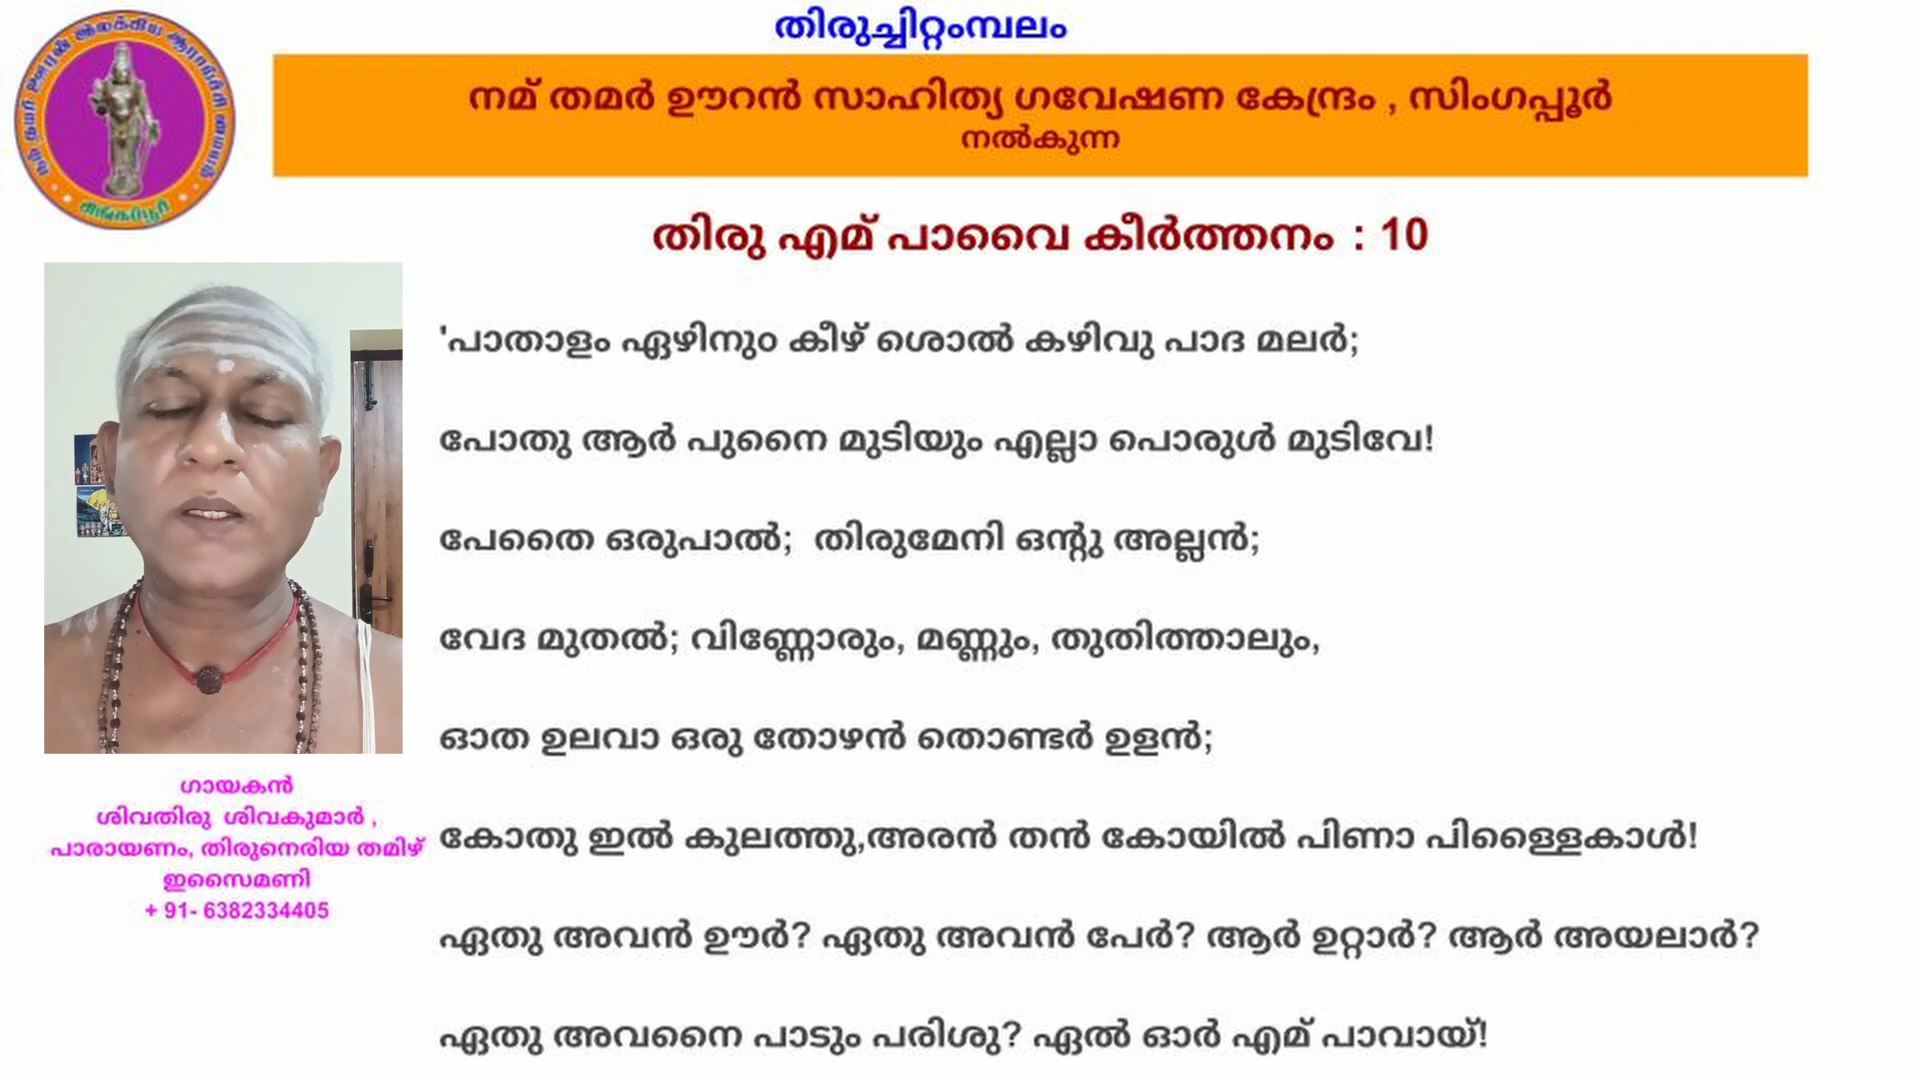 തിരുച്ചിറ്റംമ്പലം
നമ് തമർ ഊറൻ സാഹിത്യ ഗവേഷണ കേന്ദ്രം , സിംഗപ്പൂർ
നൽകുന്ന
തിരു എമ് പാവൈ കീർത്തനം : 10
'പാതാളം ഏഴിനും കീഴ് ശൊൽ കഴിവു പാദ മലർ;
പോതു ആർ പുനൈ മുടിയും എല്ലാ പൊരുൾ മുടിവേ!
പേതൈ ഒരുപാൽ; തിരുമേനി ഒന്റു അല്ലൻ;
വേദ മുതൽ; വിണ്ണോരും, മണ്ണും, തുതിത്താലും,
ഓത ഉലവാ ഒരു തോഴൻ തൊണ്ടർ ഉളൻ;
കോതു ഇൽ കുലത്തു,അരൻ തൻ കോയിൽ പിണാ പിള്ളൈകാൾ!
ഏതു അവൻ ഊർ? ഏതു അവൻ പേർ? ആർ ഉറ്റാർ? ആർ അയലാർ?
ഏതു അവനൈ പാടും പരിശു? ഏൽ ഓർ എമ് പാവായ്!
ഗായകൻ
ശിവതിരു ശിവകുമാർ ,
പാരായണം, തിരുനെരിയ തമിഴ്
ഇസൈമണി
+ 91- 6382334405